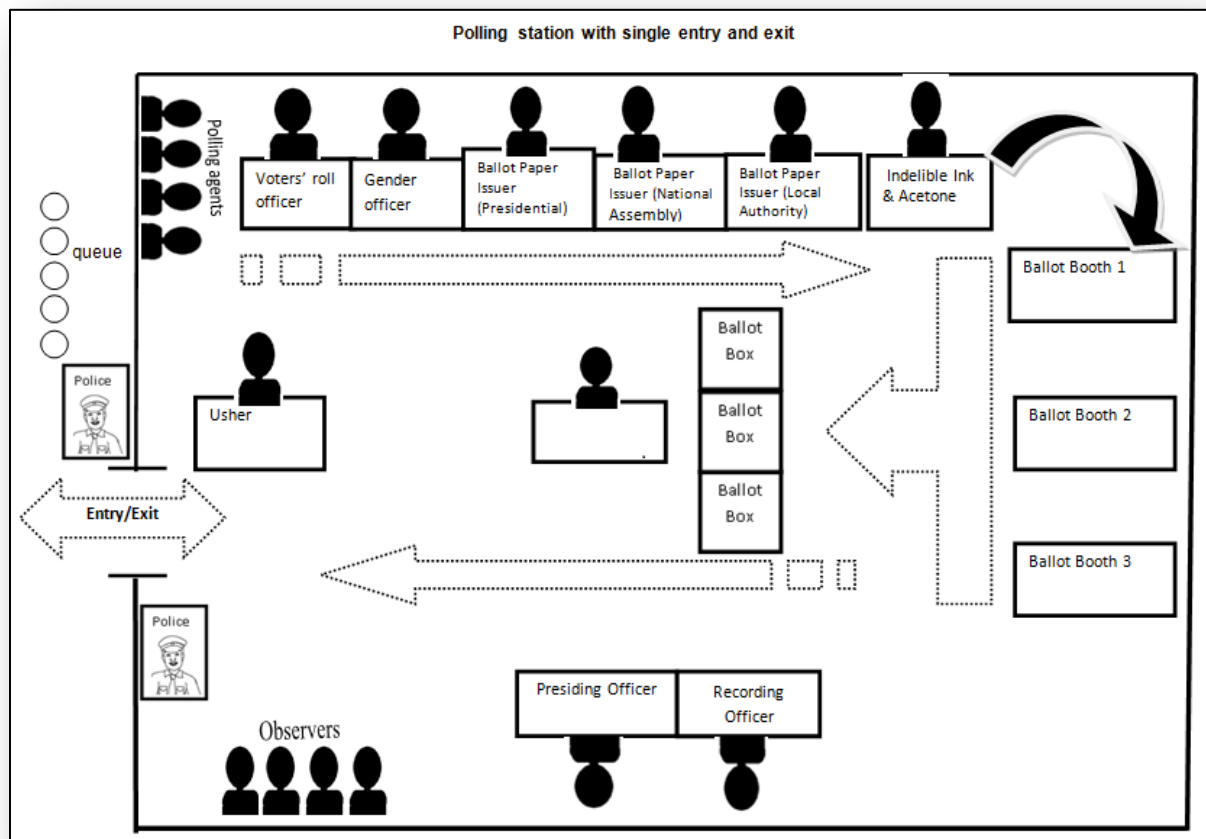 Polling station with single entry and exit
Polling agents
Voters' roll
officer
Gender
officer
Ballot Paper
Issuer
(Presidential)
Ballot Paper
Issuer (National
Assembly)
Ballot Paper
Issuer (Local
Authority)
Indelible Ink
& Acetone
queue
Ballot Booth 1
Ballot
Box
Police
Usher
Ballot
Box
Ballot Booth 2
Ballot
Box
Entry/Exit
Ballot Booth 3
Police
Presiding Officer
Recording
Officer
Observers